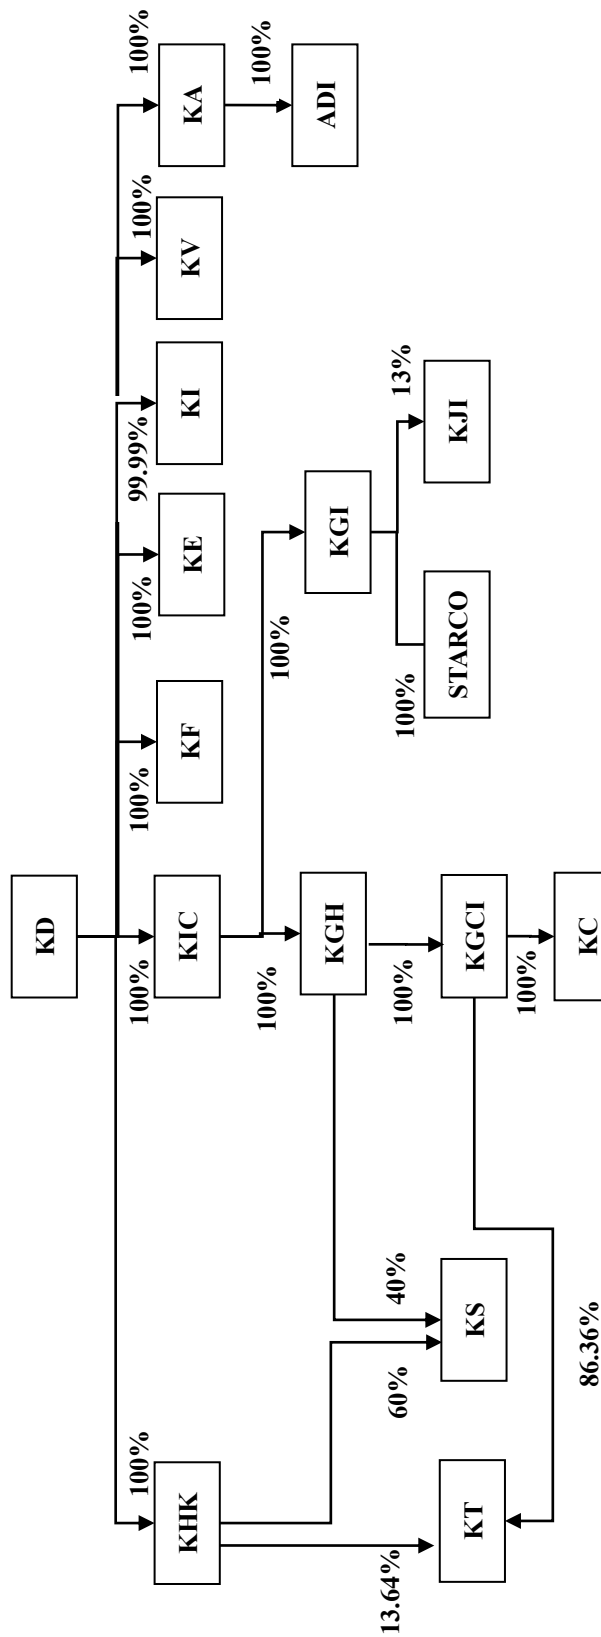 KD
100%
100%
100%
100%
99.99%
100%
100%
KHK
KIC
KF
KE
KI
KV
KA
100%
100%
100%
KGH
KGI
ADI
13.64%
60%
40%
100%
100%
13%
KT
KS
KGCI
STARCO
KJI
100%
86.36%
KC